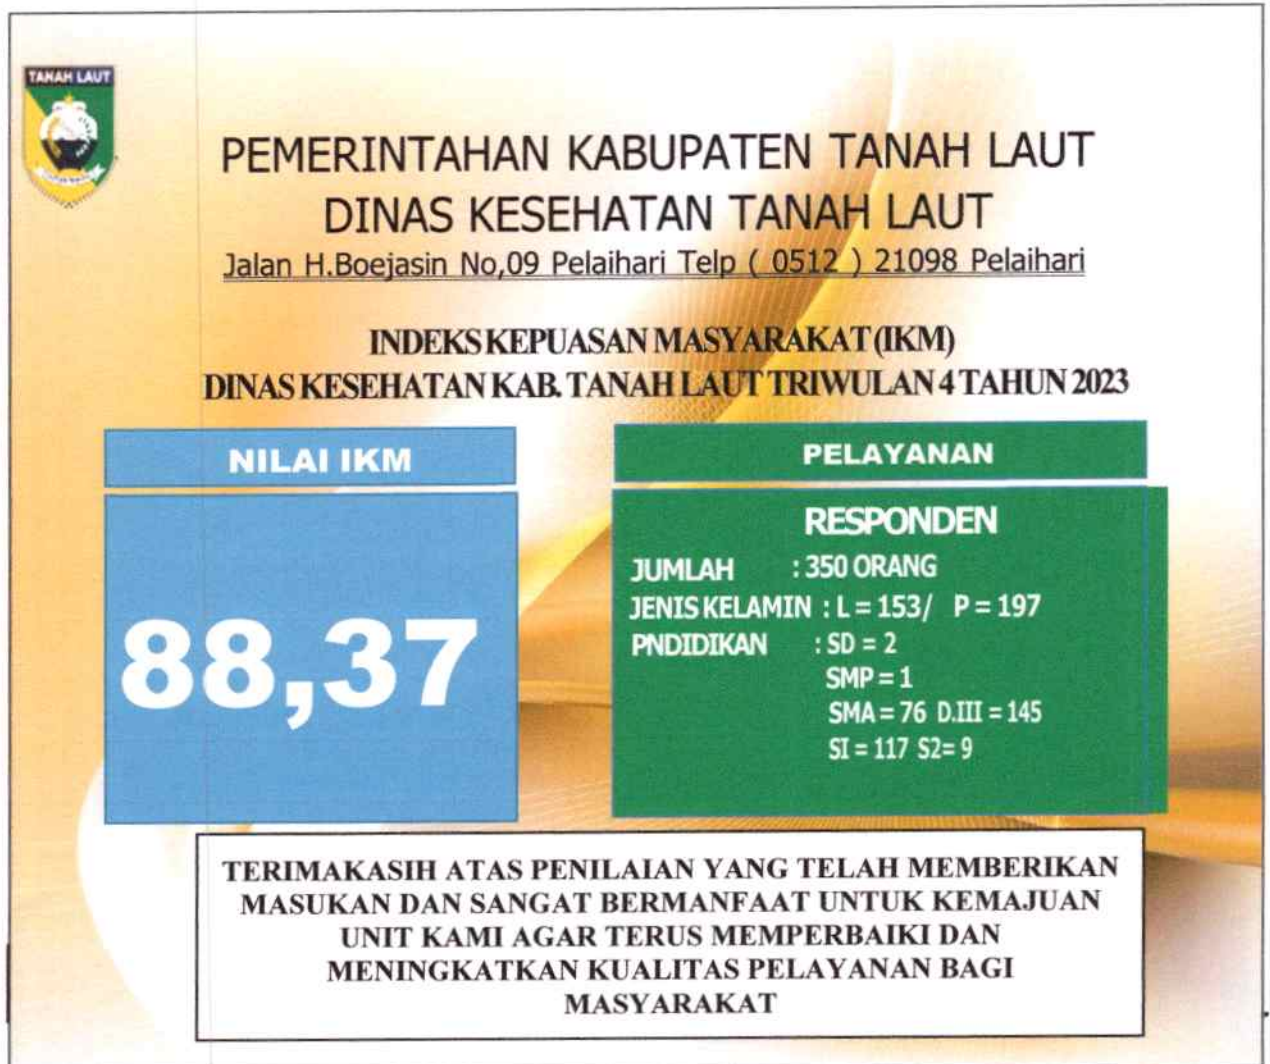 TANAH LAUT
PEMERINTAHAN KABUPATEN TANAH LAUT
DINAS KESEHATAN TANAH LAUT
Jalan H.Boejasin No,09 Pelaihari Telp ( 0512 ) 21098 Pelaihari
INDEKS KEPUASAN MASYARAKAT (IKM)
DINAS KESEHATAN KAB. TANAH LAUT TRIWULAN 4 TAHUN 2023
NILAI IKM
88,37
PELAYANAN
RESPONDEN
JUMLAH : 350 ORANG
JENIS KELAMIN : L = 153/ P = 197
PNDIDIKAN : SD = 2
SMP = 1
SMA = 76 D.III = 145
SI = 117 S2= 9
TERIMAKASIH ATAS PENILAIAN YANG TELAH MEMBERIKAN
MASUKAN DAN SANGAT BERMANFAAT UNTUK KEMAJUAN
UNIT KAMI AGAR TERUS MEMPERBAIKI DAN
MENINGKATKAN KUALITAS PELAYANAN BAGI
MASYARAKAT